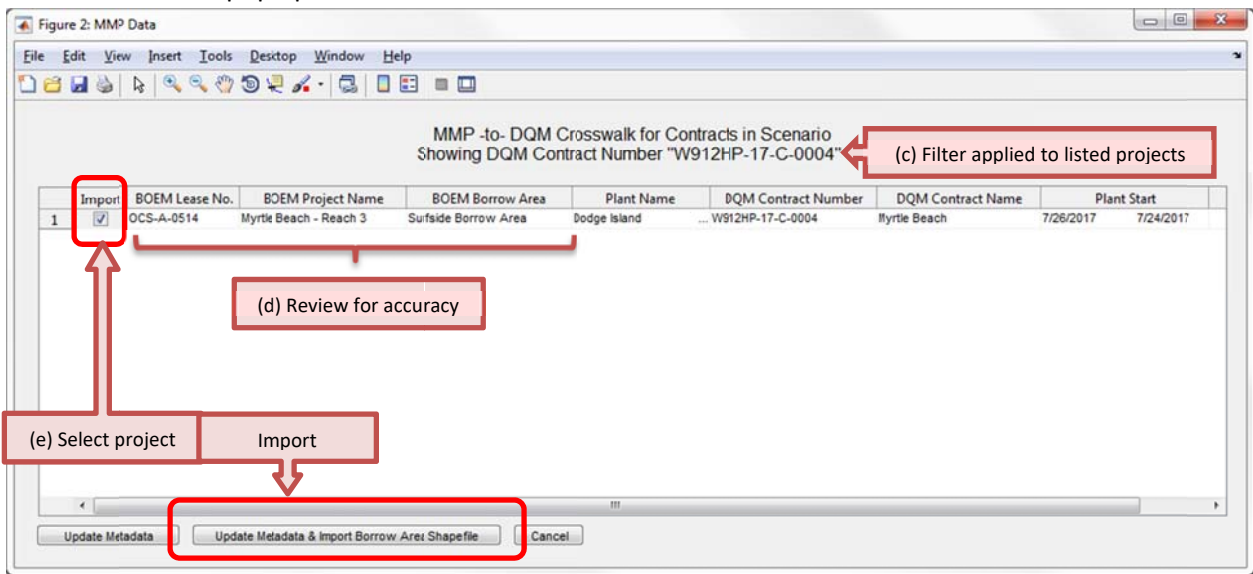 Figure 2: MMP Data
File Edit View Insert Tools Desktop Window Help
MMP -to- DQM Crosswalk for Contracts in Scenario
Showing DQM Contract Number "W912HP-17-C-0004"
(c) Filter applied to listed projects
Import BOEM Lease No. BOEM Project Name BOEM Borrow Area Plant Name DQM Contract Number DQM Contract Name Plant Start
1 OCS-A-0514 Myrtle Beach - Reach 3 Surfside Borrow Area Dodge Island ... W912HP-17-C-0004 Myrtle Beach 7/26/2017 7/24/2017
(d) Review for accuracy
(e) Select project
Import
Update Metadata Update Metadata & Import Borrow Area Shapefile Cancel